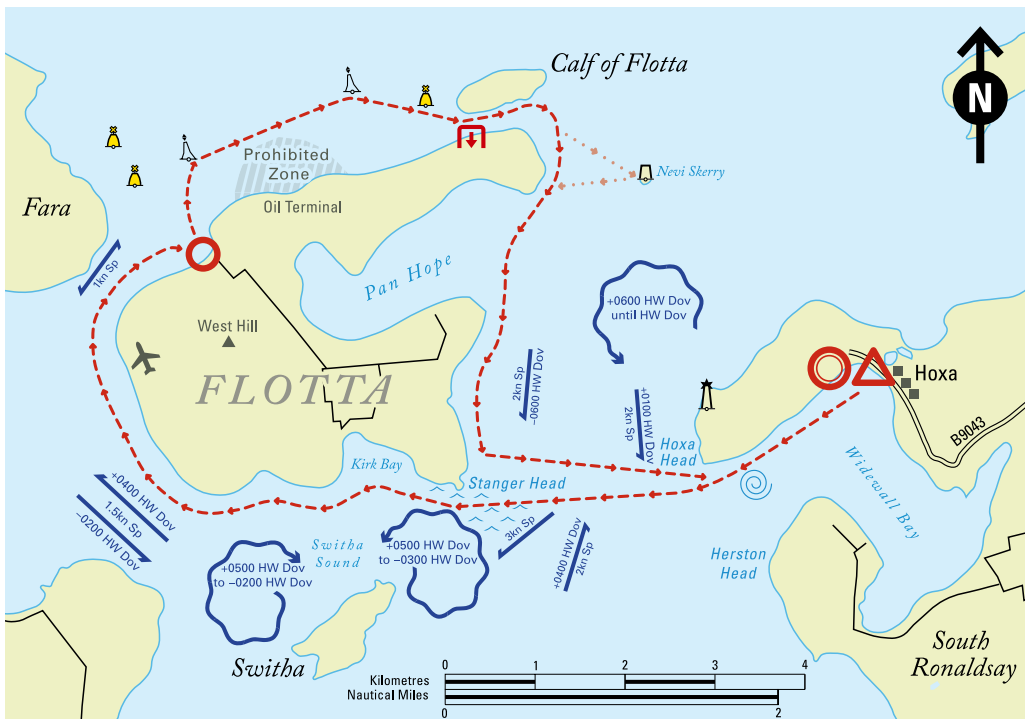 Calf of Flotta
N
Prohibited
Zone
Oil Terminal
Nevi Skerry
Fara
1kn Sp
Pan Hope
+0600 HW Dov
until HW Dov
West Hill
FLOTTA
2kn Sp
–0600 HW Dov
+0100 HW Dov
2kn Sp
Hoxa
B9043
Hoxa
Head
Kirk Bay
Stanger Head
Widewall Bay
+0400 HW Dov
1.5kn Sp
–0200 HW Dov
Switha
Sound
+0500 HW Dov
to –0300 HW Dov
3kn Sp
+0400 HW Dov
2kn Sp
+0500 HW Dov
to –0200 HW Dov
Herston
Head
Switha
South
Ronaldsay
0 1 2 3 4
Kilometres
Nautical Miles
0 2